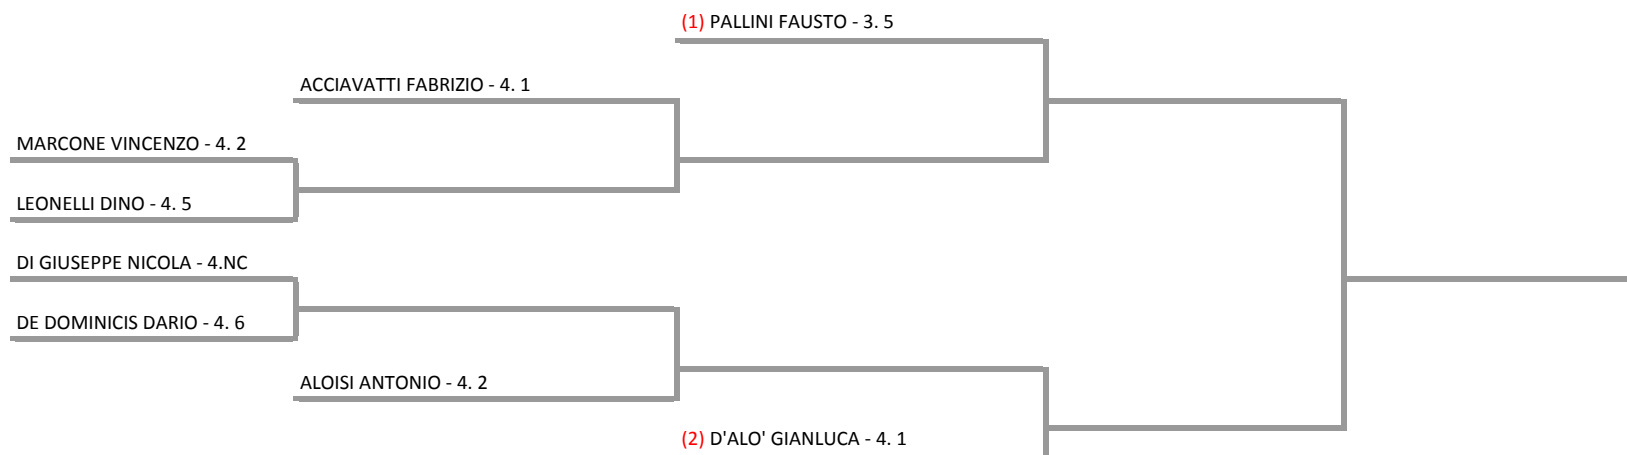 (1) PALLINI FAUSTO - 3. 5
ACCIAVATTI FABRIZIO - 4. 1
MARCONE VINCENZO - 4. 2
LEONELLI DINO - 4. 5
DI GIUSEPPE NICOLA - 4.NC
DE DOMINICIS DARIO - 4. 6
ALOISI ANTONIO - 4. 2
(2) D'ALO' GIANLUCA - 4. 1